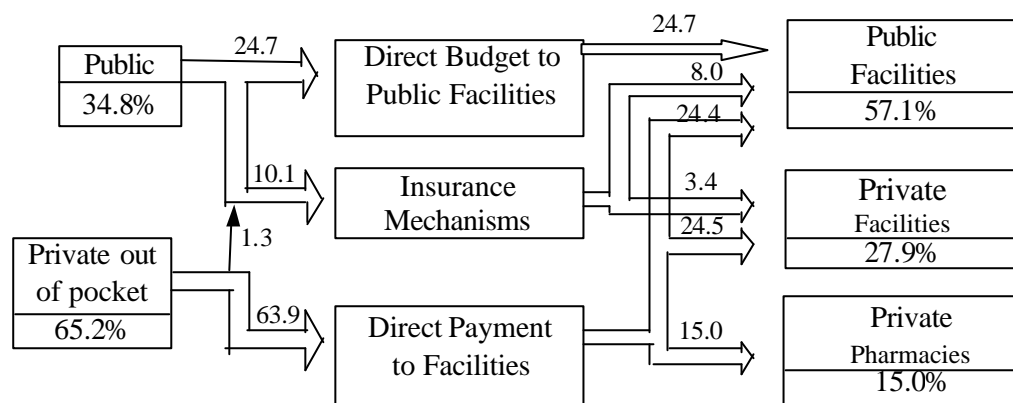 24.7
24.7
Public
34.8%
Direct Budget to
Public Facilities
Public
Facilities
57.1%
8.0
24.4
10.1
Insurance
Mechanisms
3.4
24.5
Private
Facilities
27.9%
1.3
Private out
of pocket
65.2%
63.9
Direct Payment
to Facilities
15.0
Private
Pharmacies
15.0%